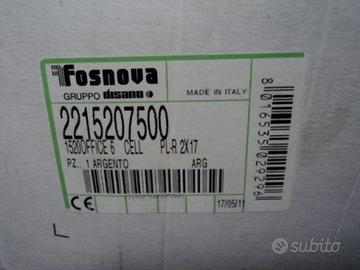 Fosnova
GRUPPO disano
MADE IN ITALY
2215207500
1520OFFICE 6 CELL PL-R 2X17
PZ.: 1 ARGENTO ARG
CE
17/05/11
8016535029296
subito